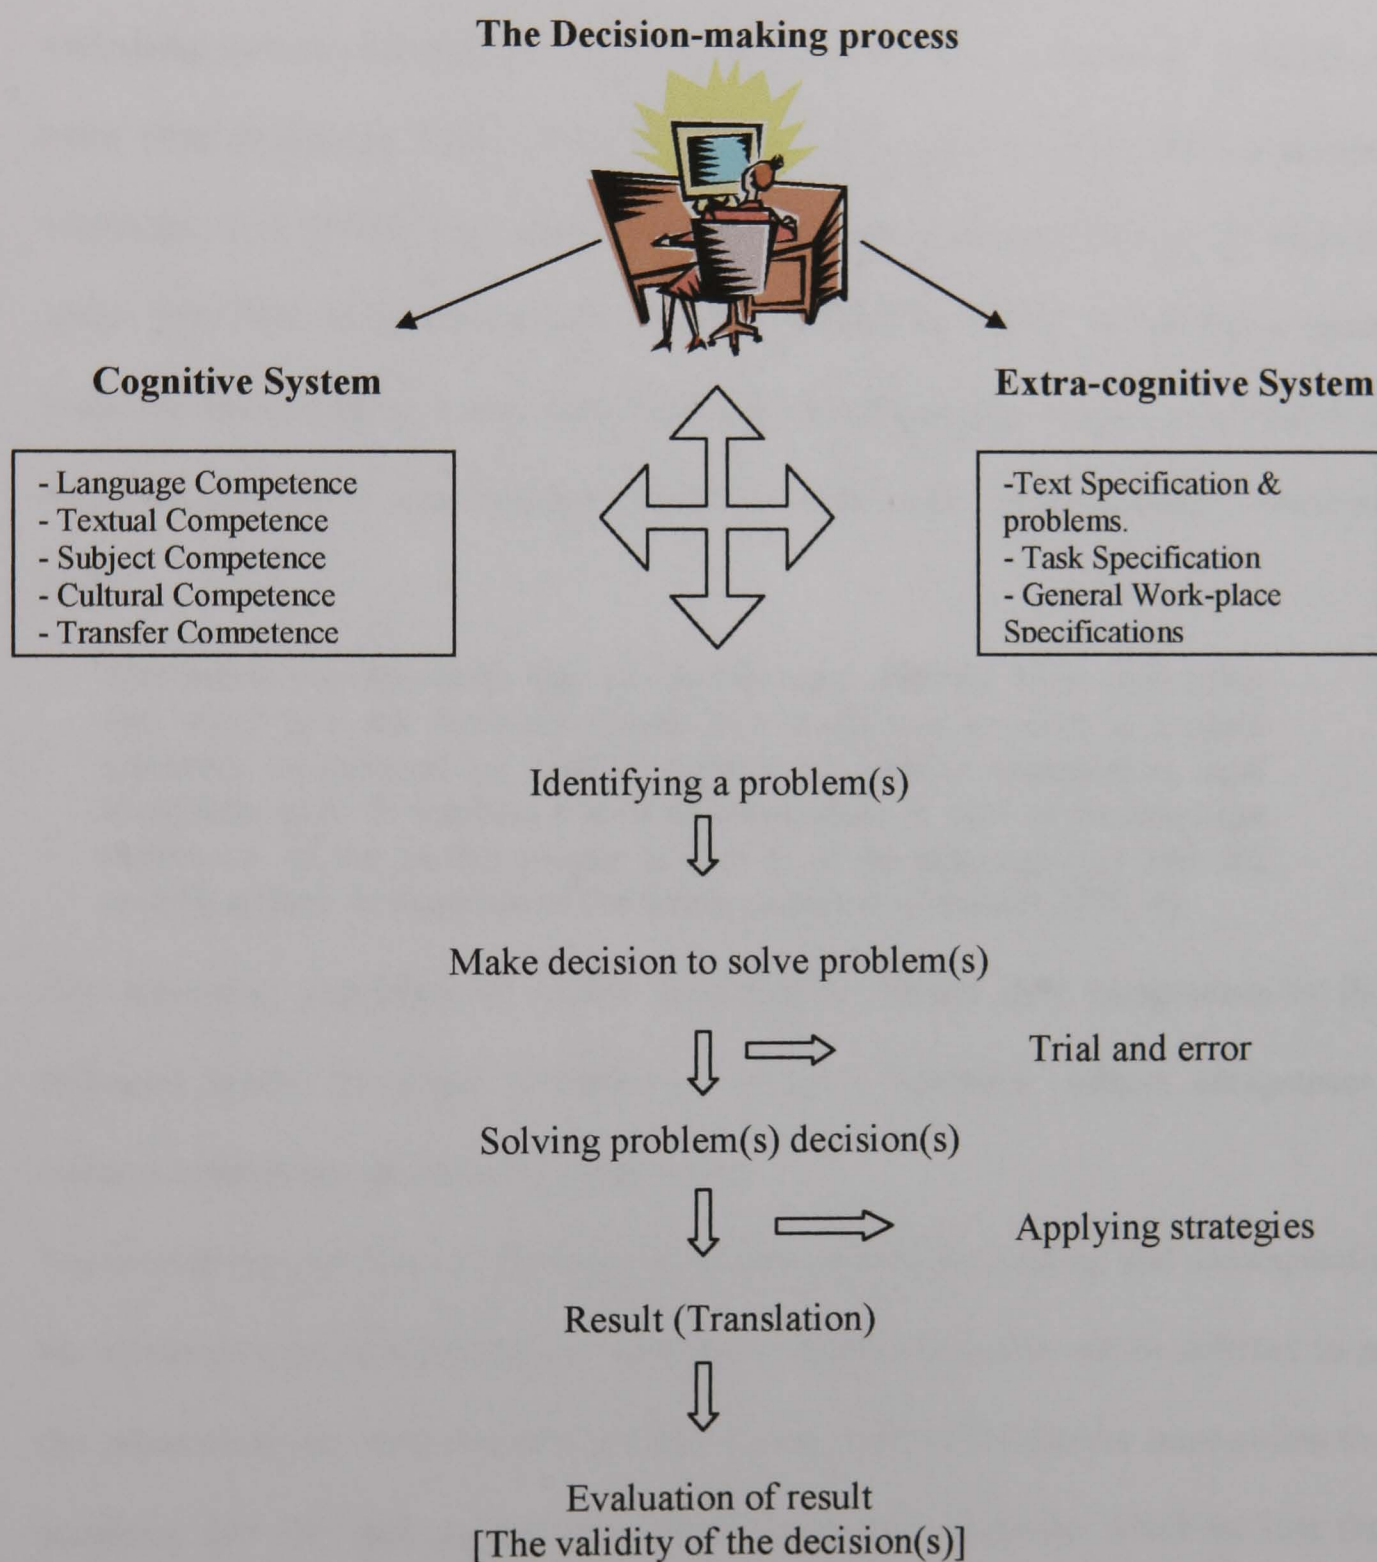 The Decision-making process
Cognitive System
Extra-cognitive System
- Language Competence
- Textual Competence
- Subject Competence
- Cultural Competence
- Transfer Competence
-Text Specification &
problems.
- Task Specification
- General Work-place
Specifications
Identifying a problem(s)
Make decision to solve problem(s)
Trial and error
Solving problem(s) decision(s)
Applying strategies
Result (Translation)
Evaluation of result
[The validity of the decision(s)]